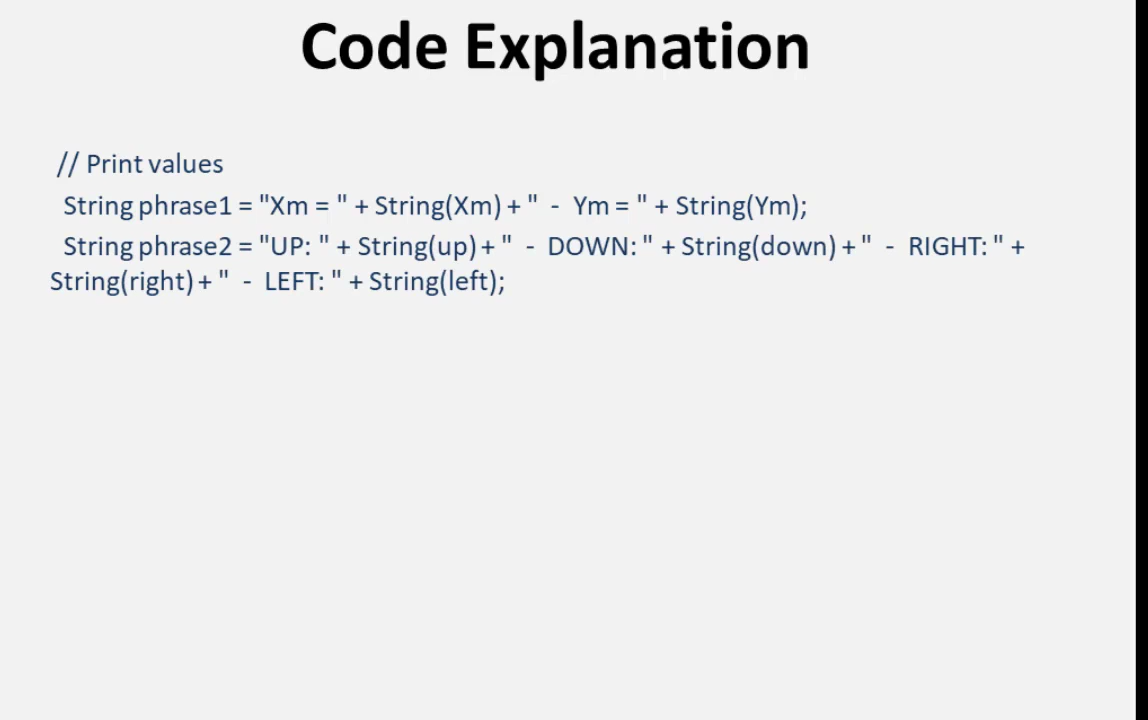 Code Explanation
// Print values
String phrase1 = "Xm = " + String(Xm) + "  -  Ym = " + String(Ym);
String phrase2 = "UP: " + String(up) + "  -  DOWN: " + String(down) + "  -  RIGHT: " +
String(right) + "  -  LEFT: " + String(left);